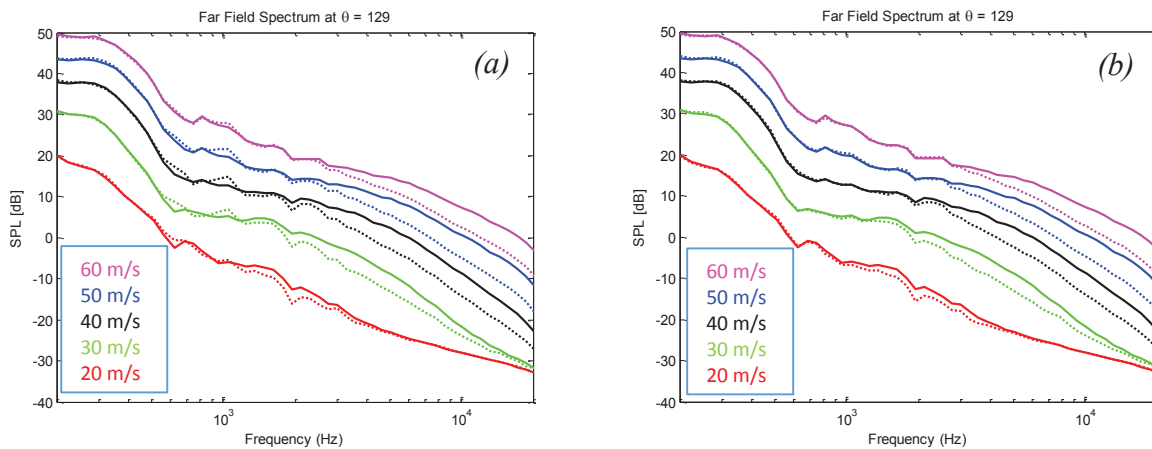 Far Field Spectrum at θ = 129
(a)
50
40
30
20
10
0
-10
-20
-30
-40
SPL [dB]
60 m/s
50 m/s
40 m/s
30 m/s
20 m/s
10³
10⁴
Frequency (Hz)
Far Field Spectrum at θ = 129
(b)
50
40
30
20
10
0
-10
-20
-30
-40
SPL [dB]
60 m/s
50 m/s
40 m/s
30 m/s
20 m/s
10³
10⁴
Frequency (Hz)